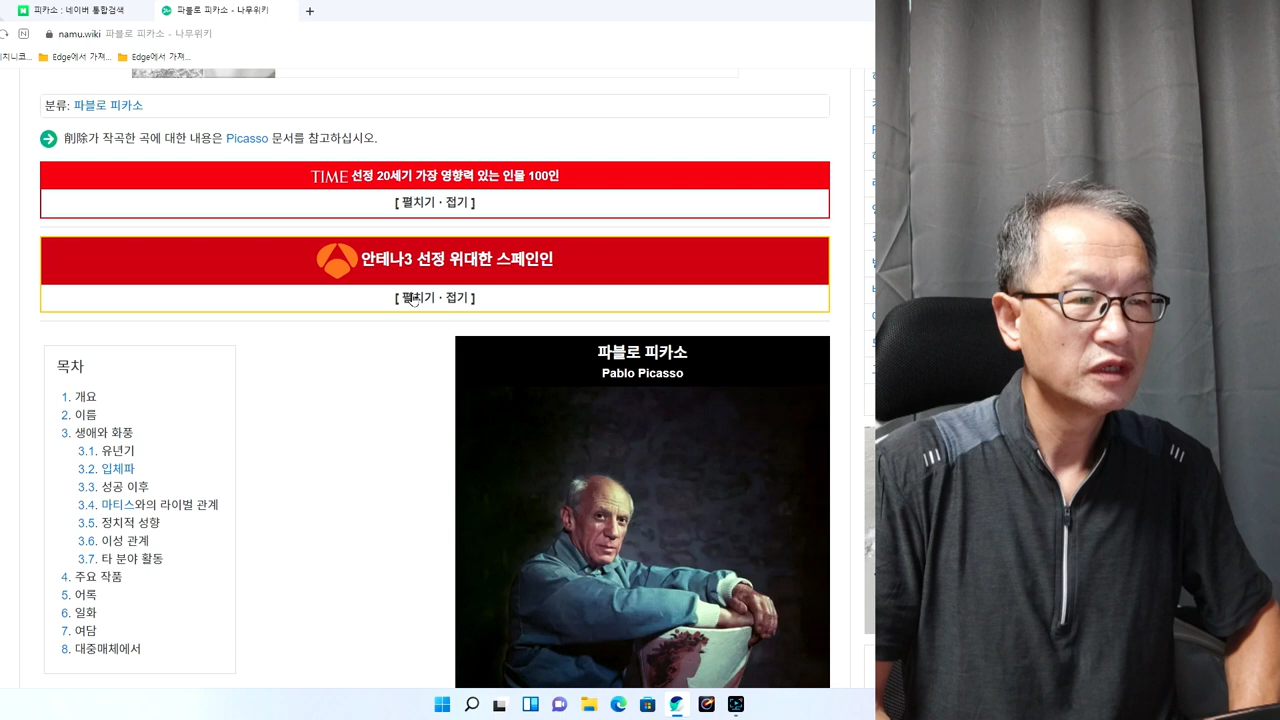 피카소 : 네이버 통합검색
파블로 피카소 - 나무위키
namu.wiki 파블로 피카소 - 나무위키
Edge에서 가져... Edge에서 가져...
분류: 파블로 피카소
削除가 작곡한 곡에 대한 내용은 Picasso 문서를 참고하십시오.
TIME 선정 20세기 가장 영향력 있는 인물 100인
[ 펼치기 · 접기 ]
안테나3 선정 위대한 스페인인
[ 펼치기 · 접기 ]
목차
1. 개요
2. 이름
3. 생애와 화풍
3.1. 유년기
3.2. 입체파
3.3. 성공 이후
3.4. 마티스와의 라이벌 관계
3.5. 정치적 성향
3.6. 이성 관계
3.7. 타 분야 활동
4. 주요 작품
5. 어록
6. 일화
7. 여담
8. 대중매체에서
파블로 피카소
Pablo Picasso